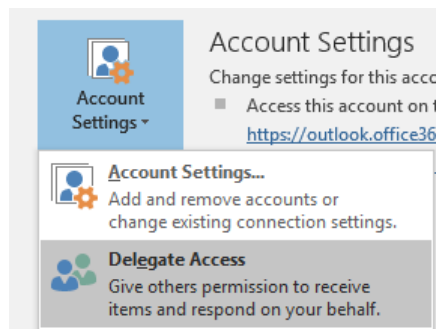 Account Settings
Change settings for this acco
Access this account on t
https://outlook.office36
Account
Settings
Account Settings...
Add and remove accounts or
change existing connection settings.
Delegate Access
Give others permission to receive
items and respond on your behalf.